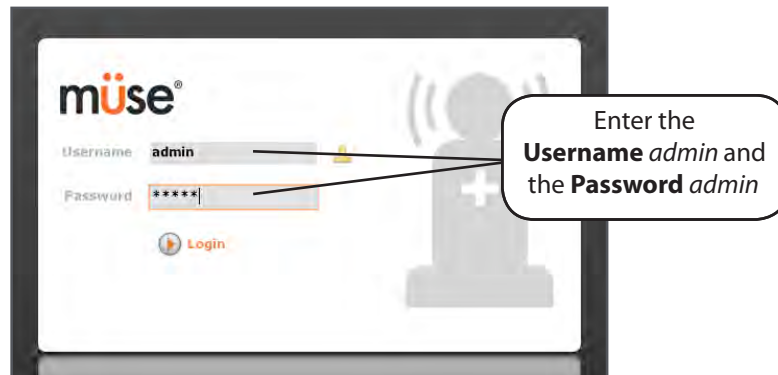 müse®
Username admin
Password *****
Login
Enter the
Username admin and
the Password admin